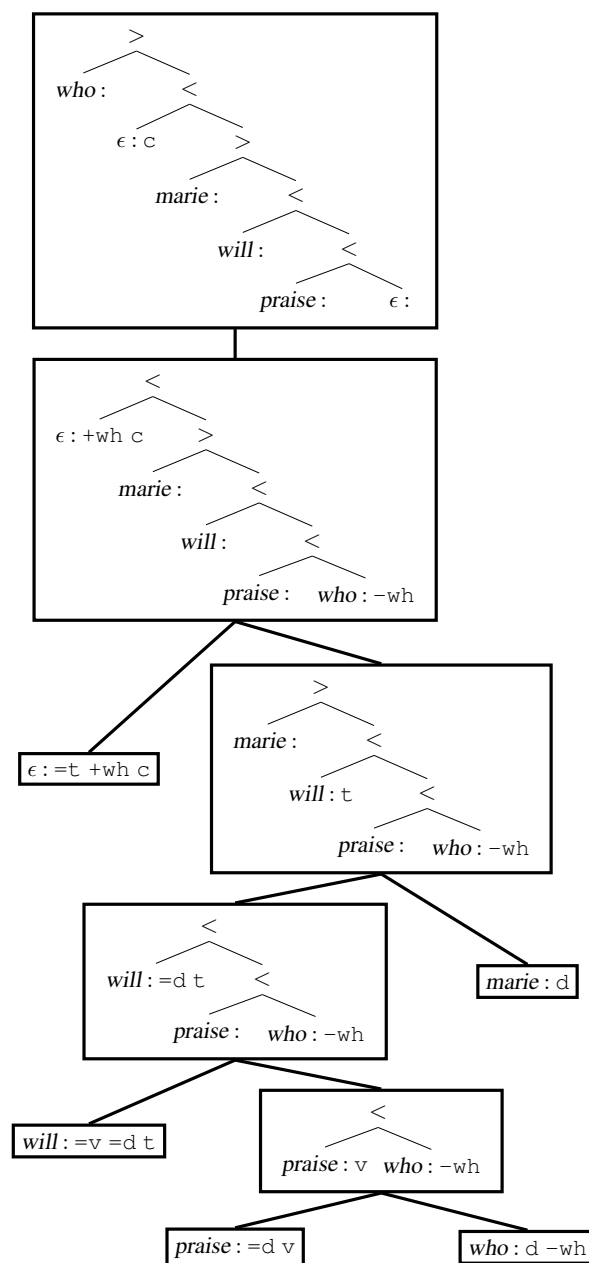 >
who :
<
ϵ : c
>
marie :
<
will :
<
praise :
ϵ :
<
ϵ : +wh c
>
marie :
<
will :
<
praise :
who : -wh
>
marie :
<
ϵ : =t +wh c
will : t
<
praise :
who : -wh
<
will : =d t
<
marie : d
praise :
who : -wh
<
will : =v =d t
praise : v
who : -wh
praise : =d v
who : d -wh